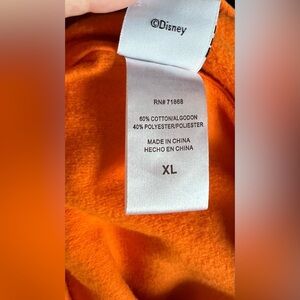 ©Disney
RN# 71868
60% COTTON/ALGODON
40% POLYESTER/POLIESTER
MADE IN CHINA
HECHO EN CHINA
XL